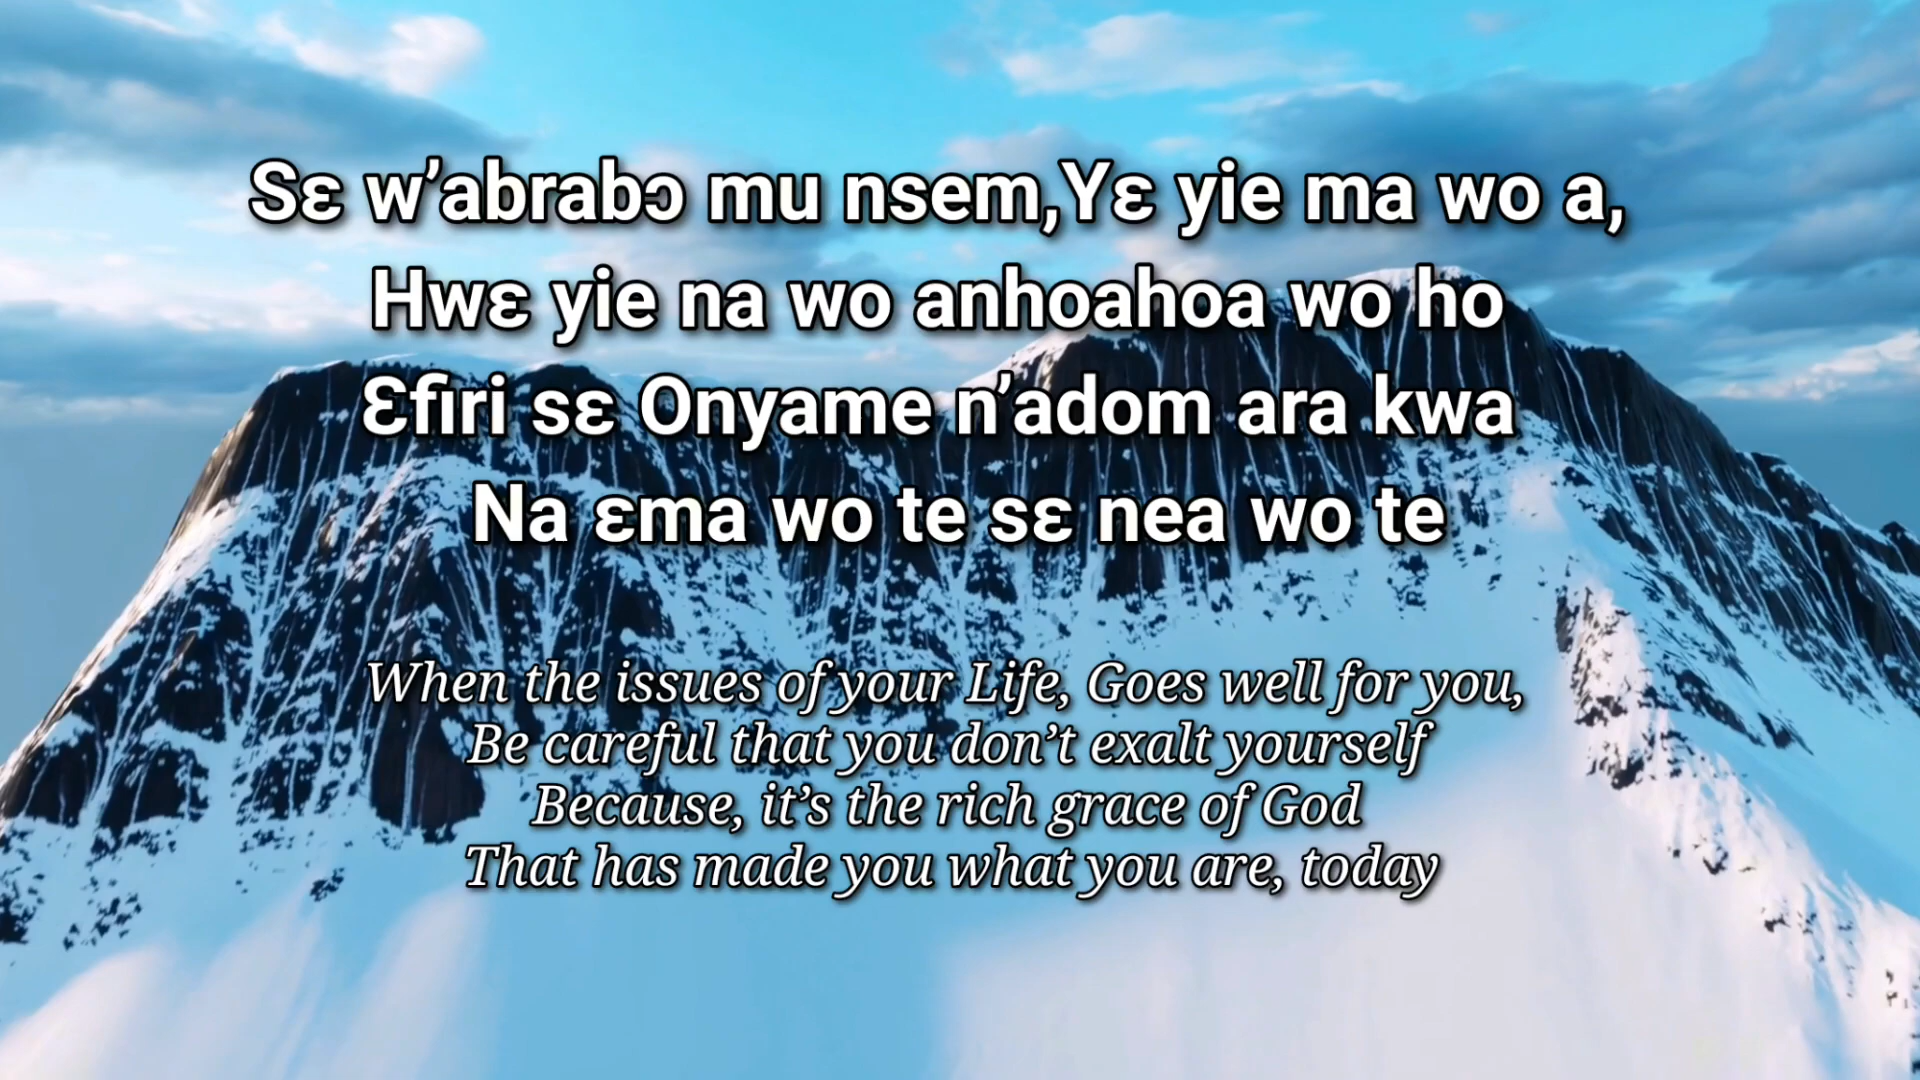 Sɛ w’abrabɔ mu nsem,Yɛ yie ma wo a,
Hwɛ yie na wo anhoahoa wo ho
Ɛfiri sɛ Onyame n’adom ara kwa
Na ɛma wo te sɛ nea wo te
When the issues of your Life, Goes well for you,
Be careful that you don’t exalt yourself
Because, it’s the rich grace of God
That has made you what you are, today